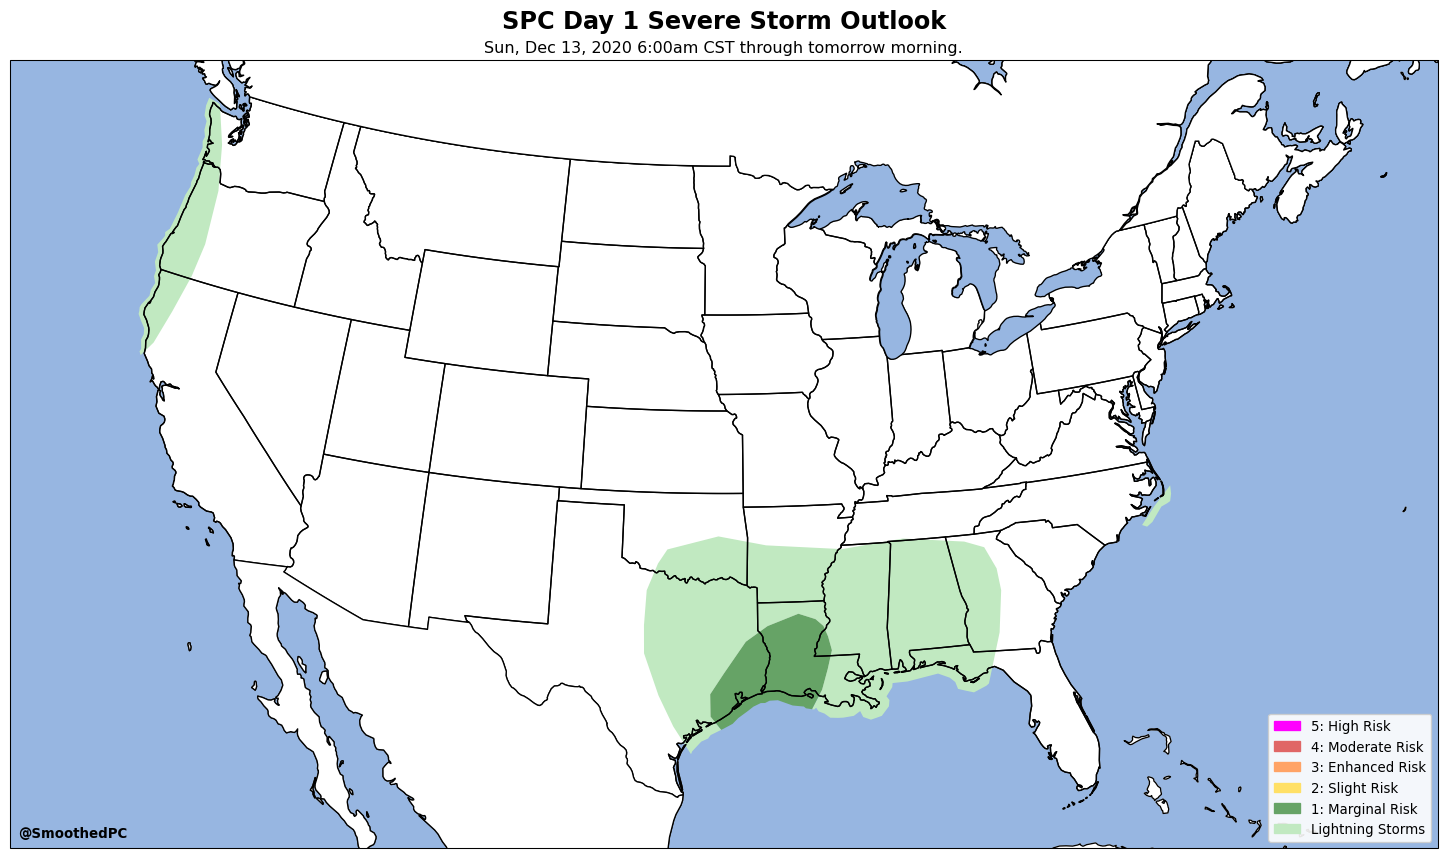 SPC Day 1 Severe Storm Outlook
Sun, Dec 13, 2020 6:00am CST through tomorrow morning.
5: High Risk
4: Moderate Risk
3: Enhanced Risk
2: Slight Risk
1: Marginal Risk
Lightning Storms
@SmoothedPC